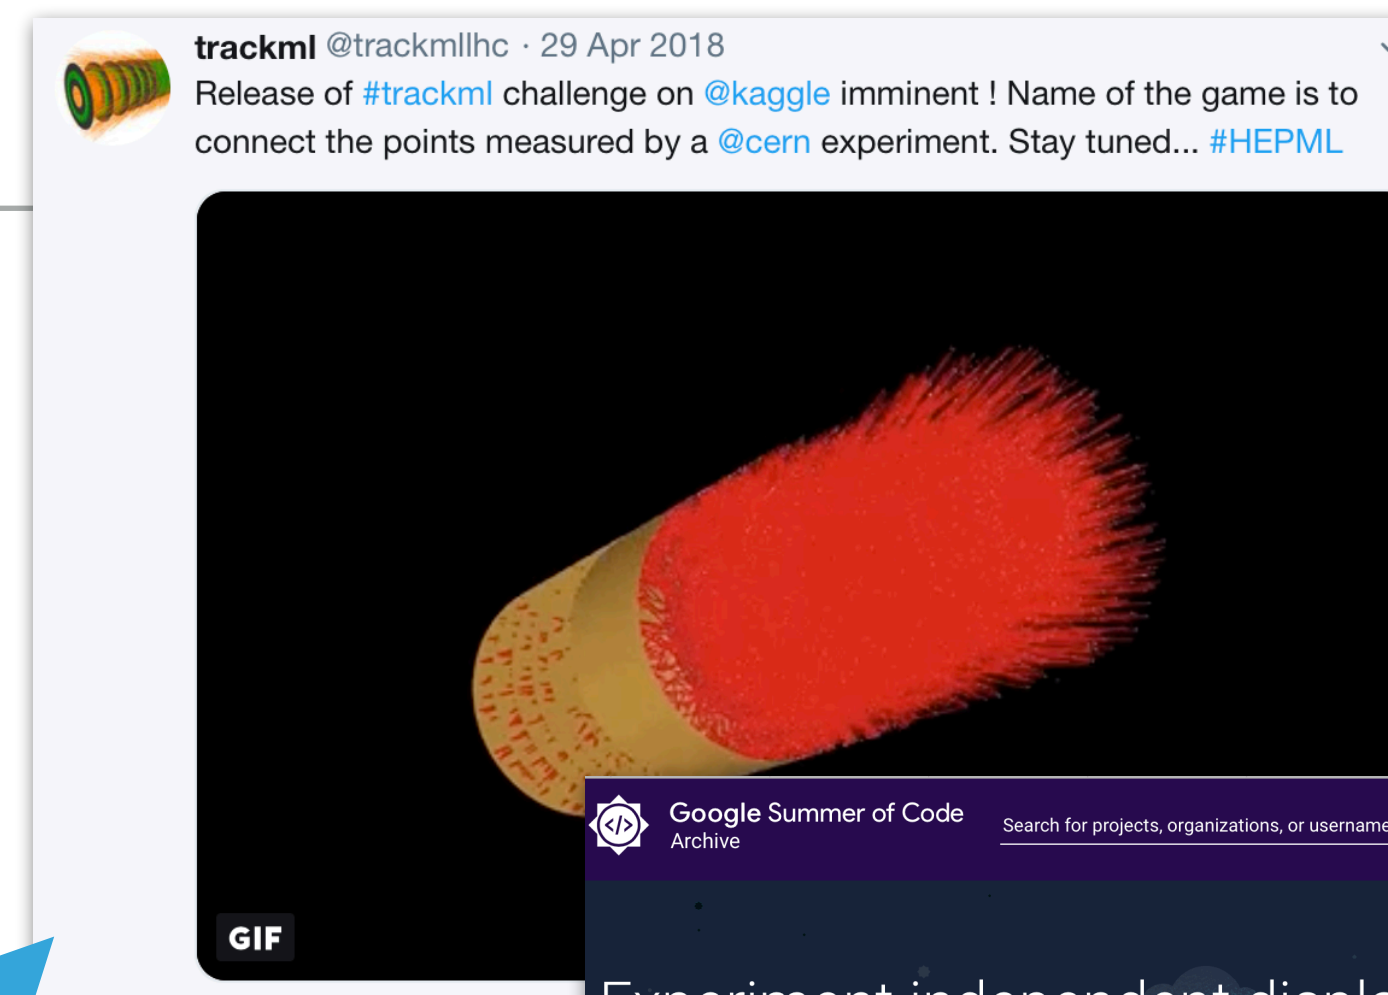 trackml @trackmllhc · 29 Apr 2018
Release of #trackml challenge on @kaggle imminent ! Name of the game is to
connect the points measured by a @cern experiment. Stay tuned... #HEPML
GIF
Google Summer of Code
Archive
Search for projects, organizations, or username
Experiment independent